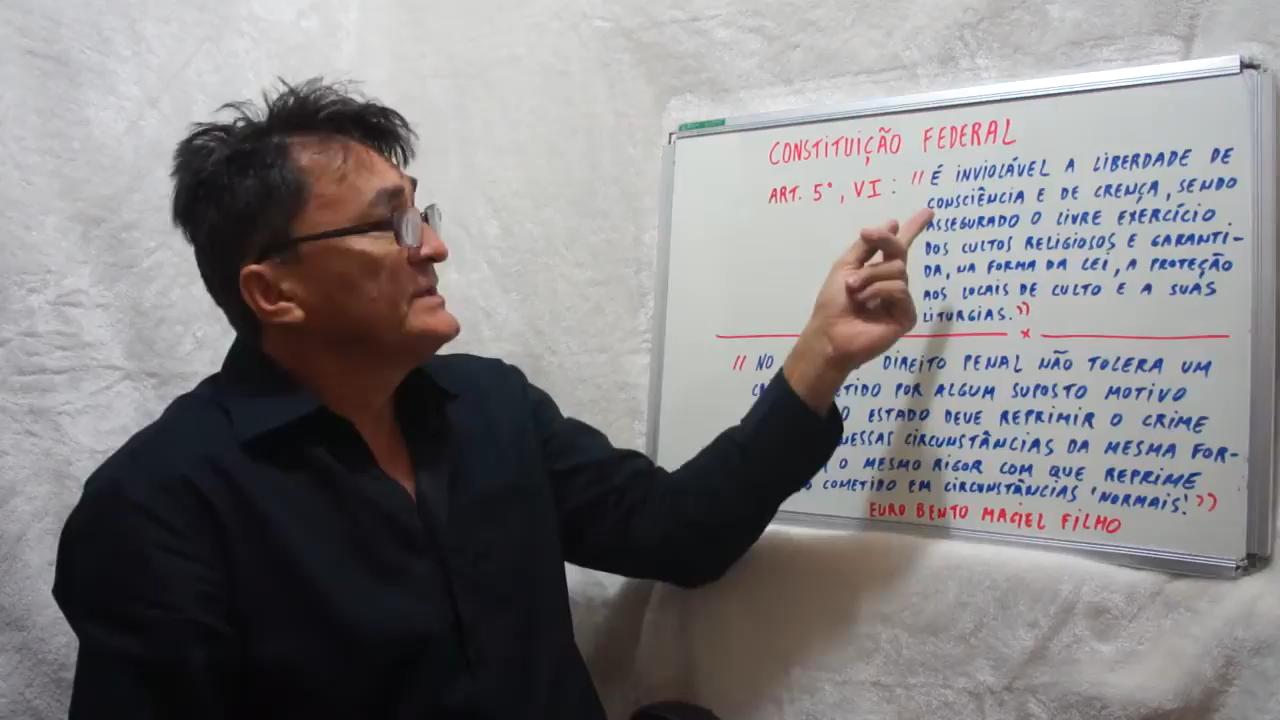 CONSTITUIÇÃO FEDERAL
ART. 5°, VI : "É INVIOLÁVEL A LIBERDADE DE
CONSCIÊNCIA E DE CRENÇA, SENDO
ASSEGURADO O LIVRE EXERCÍCIO
DOS CULTOS RELIGIOSOS E GARANTI-
DA, NA FORMA DA LEI, A PROTEÇÃO
AOS LOCAIS DE CULTO E A SUAS
LITURGIAS."
x
"NO DIREITO PENAL NÃO TOLERA UM
POR ALGUM SUPOSTO MOTIVO
O ESTADO DEVE REPRIMIR O CRIME
NESSAS CIRCUNSTÂNCIAS DA MESMA FOR-
O MESMO RIGOR COM QUE REPRIME
COMETIDO EM CIRCUNSTÂNCIAS 'NORMAIS'."
EURO BENTO MACIEL FILHO